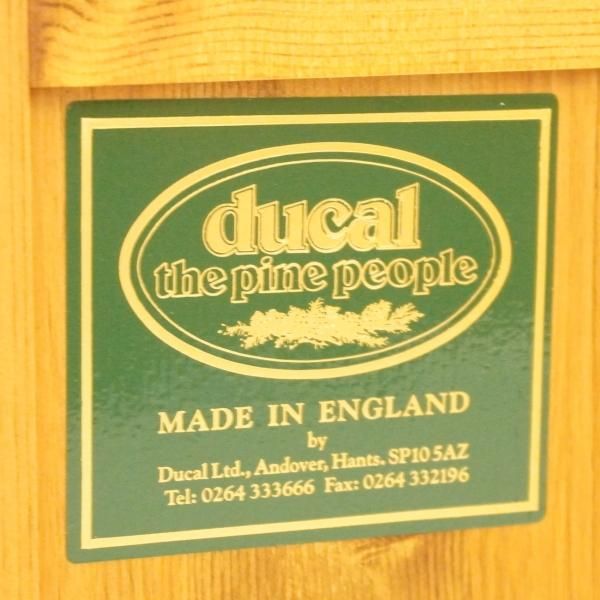 ducal
the pine people
MADE IN ENGLAND
by
Ducal Ltd., Andover, Hants. SP10 5AZ
Tel: 0264 333666 Fax: 0264 332196